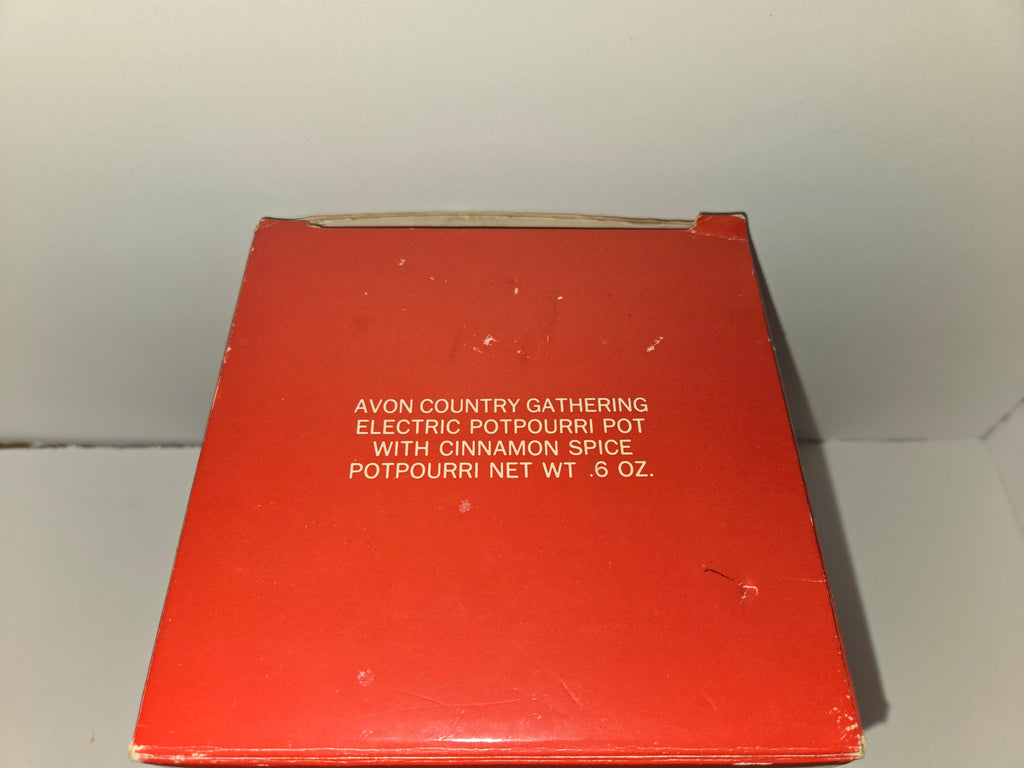 AVON COUNTRY GATHERING
ELECTRIC POTPOURRI POT
WITH CINNAMON SPICE
POTPOURRI NET WT .6 OZ.